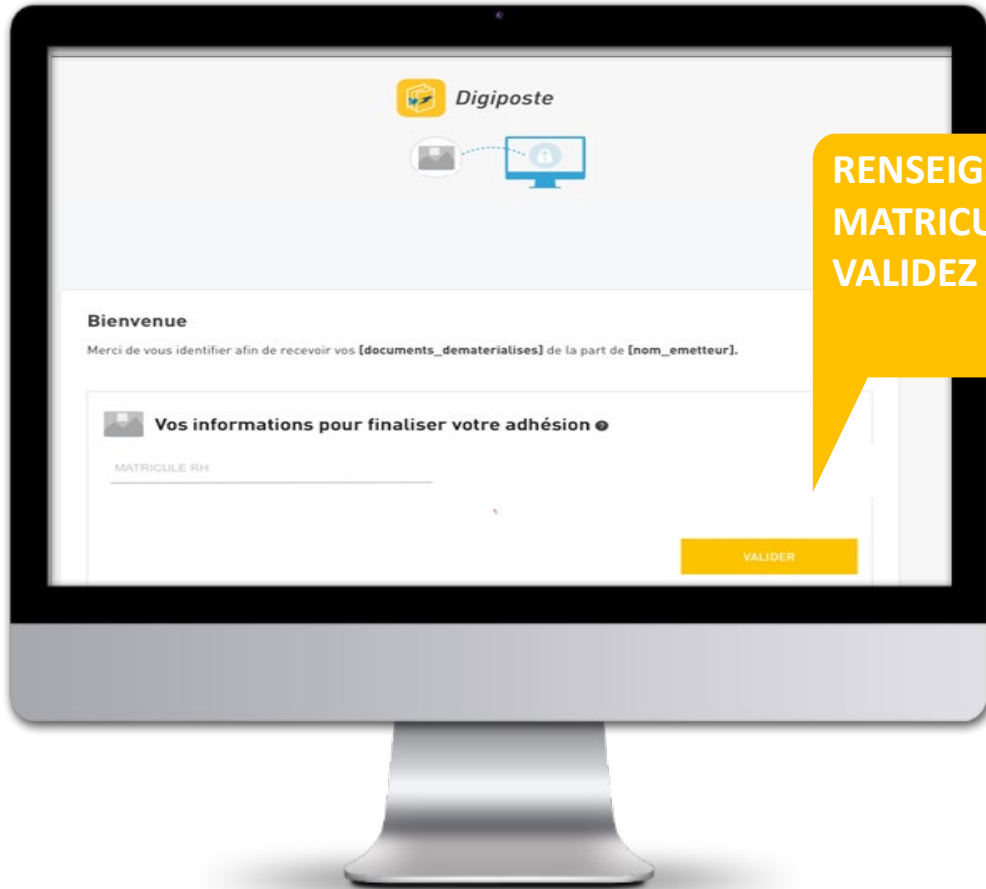 Digiposte
RENSEIG
MATRICU
VALIDEZ
Bienvenue
Merci de vous identifier afin de recevoir vos [documents_dematerialises] de la part de [nom_emetteur].
Vos informations pour finaliser votre adhésion
MATRICULE RH
VALIDER